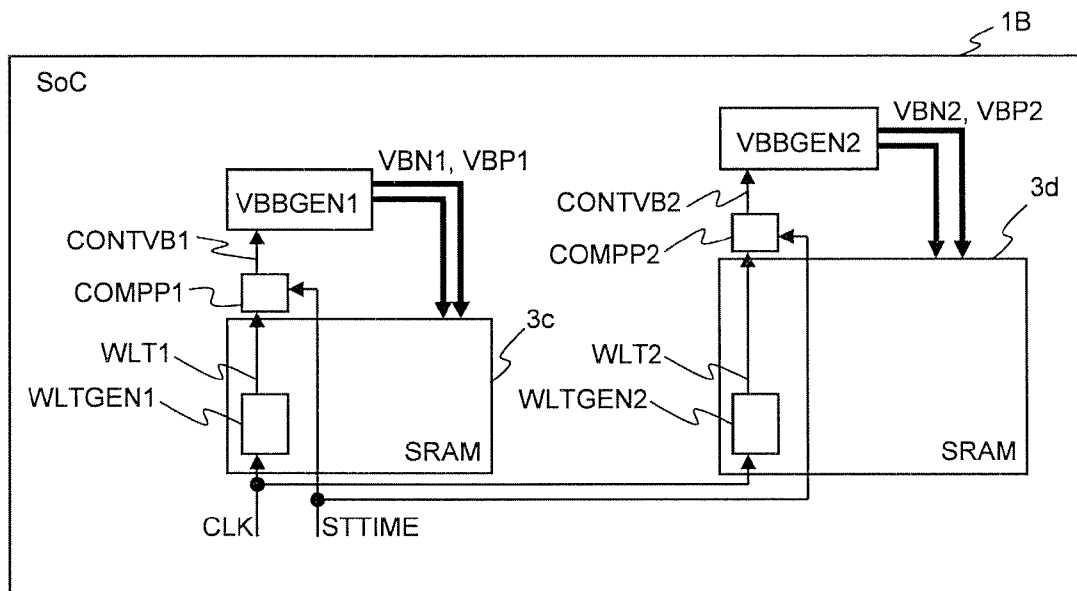 1B
SoC
VBBGEN2
VBN2, VBP2
VBN1, VBP1
VBBGEN1
3d
CONTVB2
CONTVB1
COMPP2
COMPP1
3c
WLT1
WLT2
WLTGEN1
WLTGEN2
SRAM
SRAM
CLK
STTIME